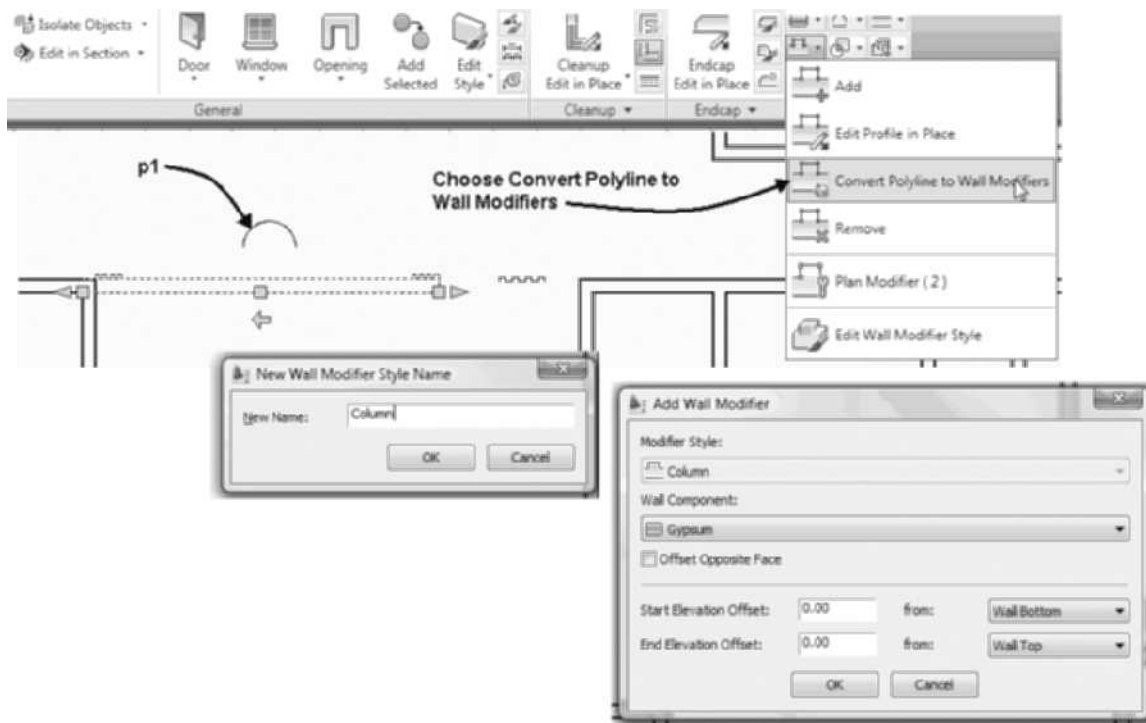 Isolate Objects
Edit in Section
Door
Window
Opening
Add
Selected
Edit
Style
Cleanup
Edit in Place
Endcap
Edit in Place
General
Cleanup
Endcap
Add
Edit Profile in Place
Convert Polyline to Wall Modifiers
Remove
Plan Modifier ( 2 )
Edit Wall Modifier Style
p1
Choose Convert Polyline to
Wall Modifiers
New Wall Modifier Style Name
New Name: Column
OK Cancel
Add Wall Modifier
Modifier Style:
Column
Wall Component:
Gypsum
Offset Opposite Face
Start Elevation Offset: 0.00 from: Wall Bottom
End Elevation Offset: 0.00 from: Wall Top
OK Cancel